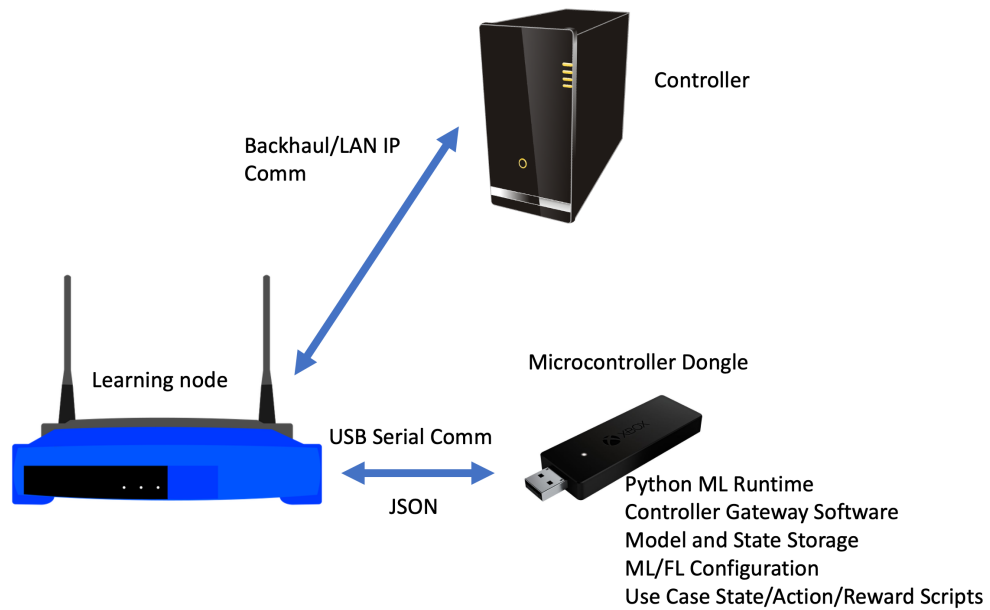 Controller
Backhaul/LAN IP
Comm
Learning node
Microcontroller Dongle
USB Serial Comm
JSON
XBOX
Python ML Runtime
Controller Gateway Software
Model and State Storage
ML/FL Configuration
Use Case State/Action/Reward Scripts